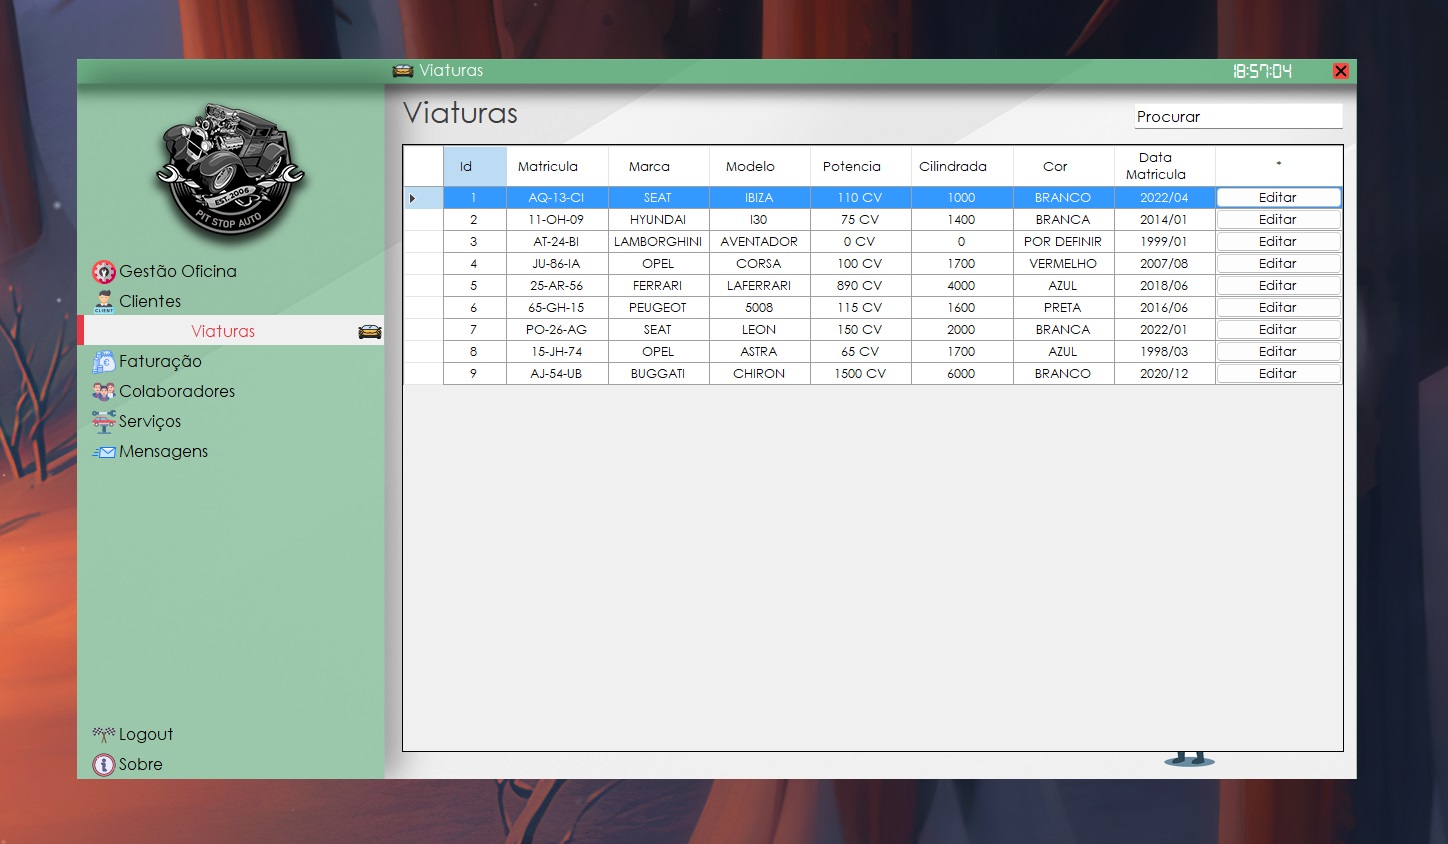 Viaturas 18:57:04
EST-2006
PIT STOP AUTO
Gestão Oficina
Clientes
CLIENT
Viaturas
Faturação
Colaboradores
Serviços
Mensagens
Logout
Sobre
Viaturas
Procurar
Id Matricula Marca Modelo Potencia Cilindrada Cor Data Matricula *
1 AQ-13-CI SEAT IBIZA 110 CV 1000 BRANCO 2022/04 Editar
2 11-OH-09 HYUNDAI I30 75 CV 1400 BRANCA 2014/01 Editar
3 AT-24-BI LAMBORGHINI AVENTADOR 0 CV 0 POR DEFINIR 1999/01 Editar
4 JU-86-IA OPEL CORSA 100 CV 1700 VERMELHO 2007/08 Editar
5 25-AR-56 FERRARI LAFERRARI 890 CV 4000 AZUL 2018/06 Editar
6 65-GH-15 PEUGEOT 5008 115 CV 1600 PRETA 2016/06 Editar
7 PO-26-AG SEAT LEON 150 CV 2000 BRANCA 2022/01 Editar
8 15-JH-74 OPEL ASTRA 65 CV 1700 AZUL 1998/03 Editar
9 AJ-54-UB BUGGATI CHIRON 1500 CV 6000 BRANCO 2020/12 Editar